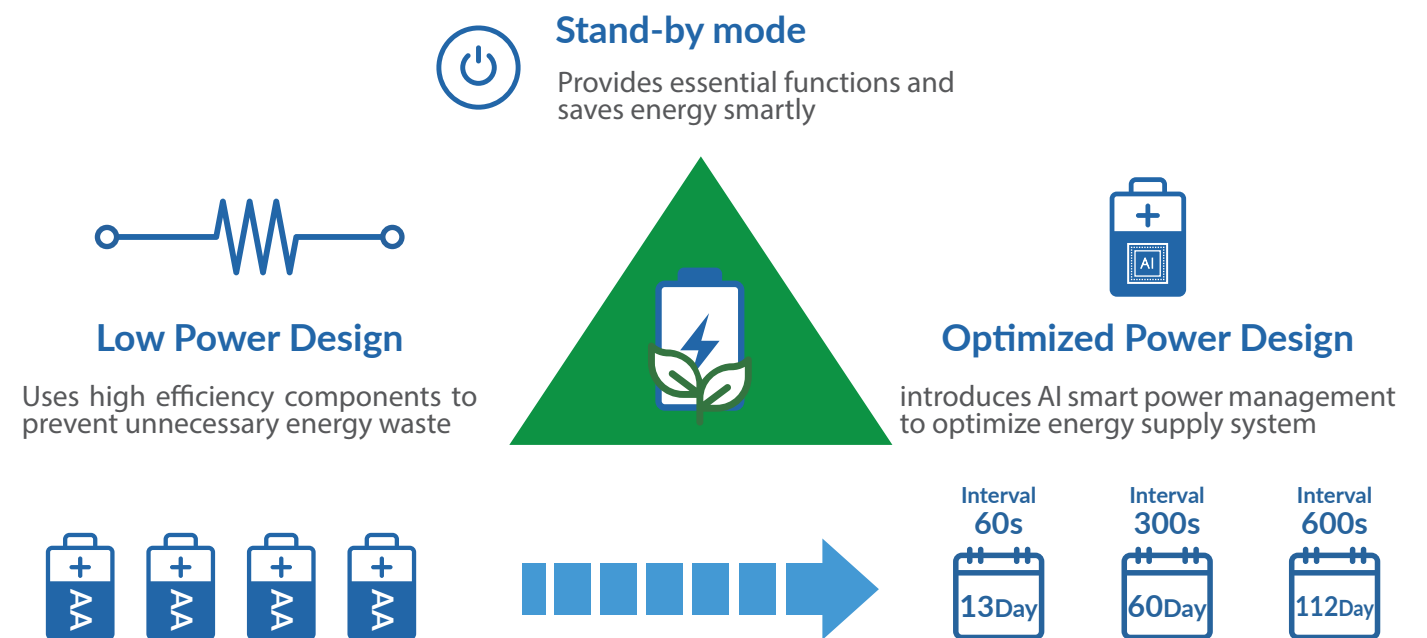 Stand-by mode
Provides essential functions and
saves energy smartly
AI
Low Power Design
Uses high efficiency components to
prevent unnecessary energy waste
Optimized Power Design
introduces AI smart power management
to optimize energy supply system
AA
AA
AA
AA
Interval
60s
13Day
Interval
300s
60Day
Interval
600s
112Day